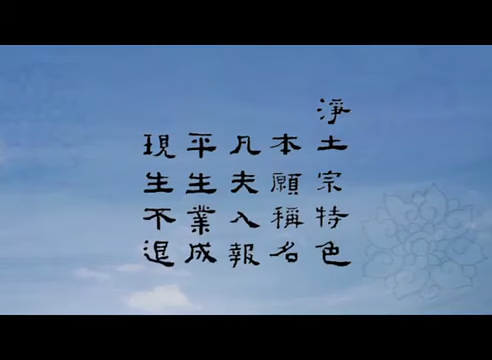 淨土宗特色
本願稱名
凡夫入報
平生業成
現生不退